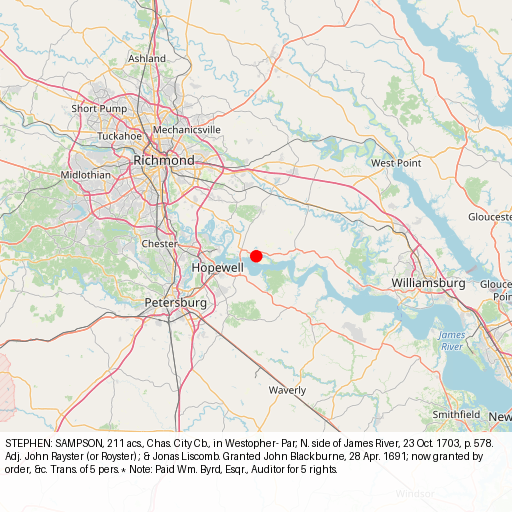 Ashland
Short Pump
Mechanicsville
Tuckahoe
Richmond
West Point
Midlothian
Gloucester
Chester
Hopewell
Williamsburg
Glouce
Poin
Petersburg
James
River
Waverly
Smithfield
New
STEPHEN: SAMPSON, 211 acs, Chas. City Cb., in Westopher- Par; N. side of James River, 23 Oct. 1703, p. 578.
Adj. John Rayster (or Royster); & Jonas Liscomb. Granted John Blackburne, 28 Apr. 1691; now granted by
order, &c. Trans. of 5 pers. * Note: Paid Wm. Byrd, Esqr., Auditor for 5 rights.
Windsor